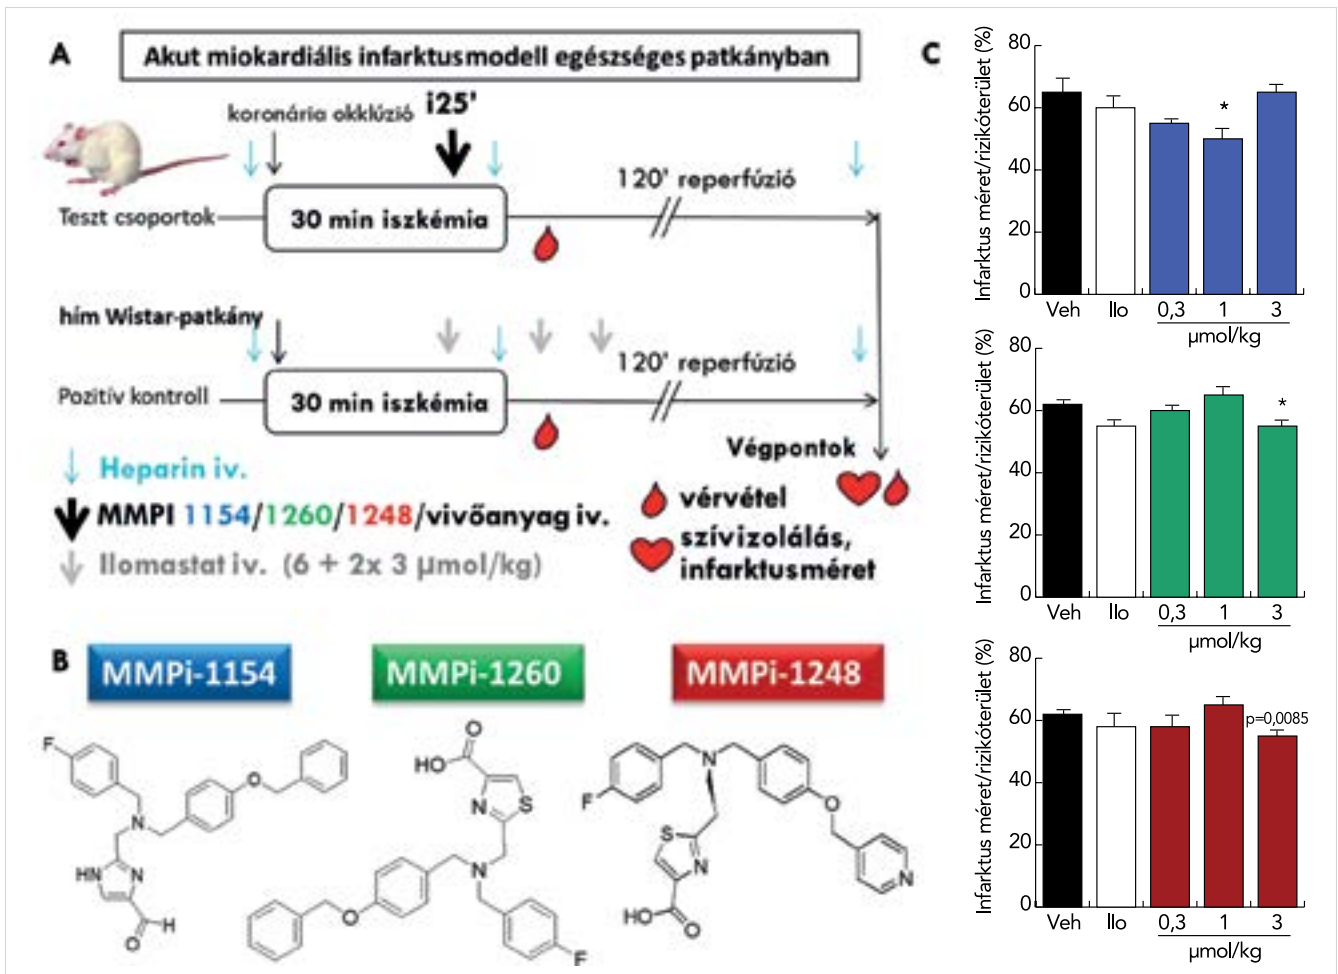 A
Akut miokardiális infarktusmodell egészséges patkányban
koronária okklúzió
i25'
120' reperfúzió
Teszt csoportok
30 min iszkémia
hím Wistar-patkány
120' reperfúzió
Pozitív kontroll
30 min iszkémia
Végpontok
Heparin iv.
MMPI 1154/1260/1248/vivőanyag iv.
Ilomastat iv. (6 + 2x 3 µmol/kg)
vérvétel
szívizolálás,
infarktusméret
B
MMPi-1154
MMPi-1260
MMPi-1248
F
O
N
HN
N
O
H
O
HO
N
S
N
O
F
N
F
S
N
HO
O
O
N
C
Infarktus méret/rizikóterület (%)
80
60
40
20
0
*
Veh
Ilo
0,3
1
3
µmol/kg
Infarktus méret/rizikóterület (%)
80
60
40
20
0
*
Veh
Ilo
0,3
1
3
µmol/kg
Infarktus méret/rizikóterület (%)
80
60
40
20
0
p=0,0085
Veh
Ilo
0,3
1
3
µmol/kg